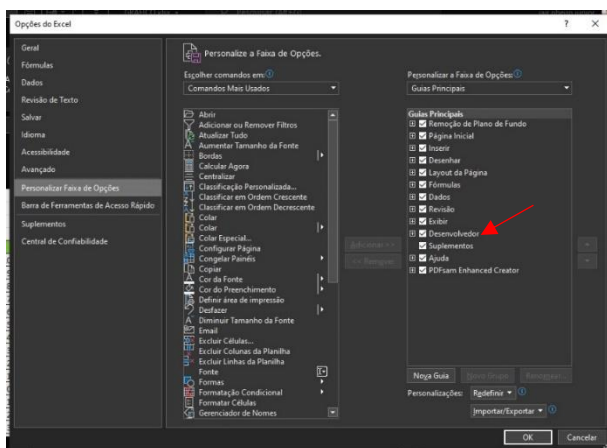 Opções do Excel
?
Geral
Fórmulas
Dados
Revisão de Texto
Salvar
Idioma
Acessibilidade
Avançado
Personalizar Faixa de Opções
Barra de Ferramentas de Acesso Rápido
Suplementos
Central de Confiabilidade
Personalize a Faixa de Opções.
Escolher comandos em:
Comandos Mais Usados
Abrir
Adicionar ou Remover Filtros
Atualizar Tudo
Aumentar Tamanho da Fonte
Bordas
Calcular Agora
Centralizar
Classificação Personalizada...
Classificar em Ordem Crescente
Classificar em Ordem Decrescente
Colar
Colar
Colar Especial...
Configurar Página
Congelar Painéis
Copiar
Cor da Fonte
Cor do Preenchimento
Definir área de impressão
Desfazer
Diminuir Tamanho da Fonte
Email
Excluir Células...
Excluir Colunas da Planilha
Excluir Linhas da Planilha
Fonte
Formas
Formatação Condicional
Formatar Células
Gerenciador de Nomes
Adicionar >>
<< Remover
Personalizar a Faixa de Opções:
Guias Principais
Guias Principais
Remoção de Plano de Fundo
Página Inicial
Inserir
Desenhar
Layout da Página
Fórmulas
Dados
Revisão
Exibir
Desenvolvedor
Suplementos
Ajuda
PDFsam Enhanced Creator
Nova Guia
Novo Grupo
Renomear...
Personalizações:
Redefinir
Importar/Exportar
OK
Cancelar